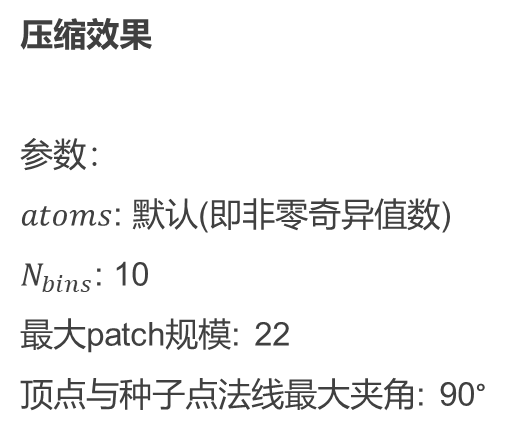 压缩效果
参数：
atoms: 默认(即非零奇异值数)
N_bins: 10
最大patch规模: 22
顶点与种子点法线最大夹角: 90°